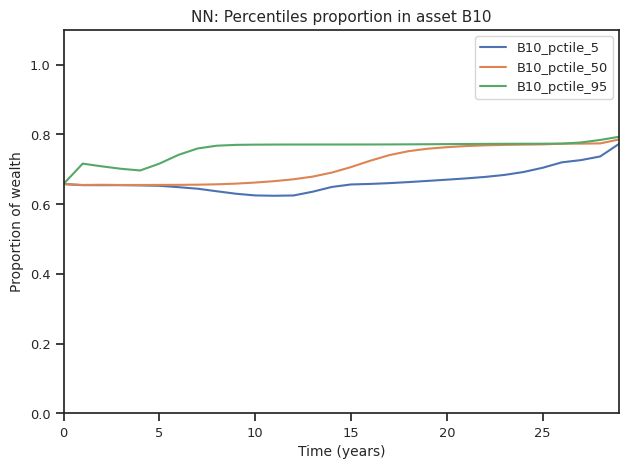 NN: Percentiles proportion in asset B10
B10_pctile_5
B10_pctile_50
B10_pctile_95
Proportion of wealth
1.0
0.8
0.6
0.4
0.2
0.0
0 5 10 15 20 25
Time (years)